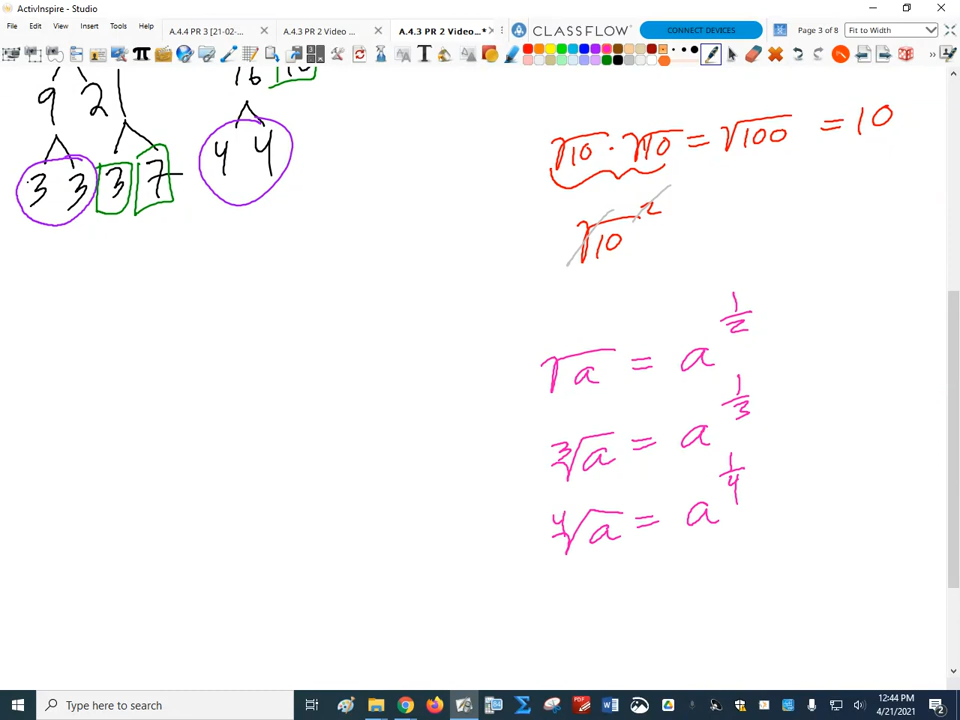 ActivInspire - Studio
File Edit View Insert Tools Help
A.4.4 PR 3 [21-02-... A.4.3 PR 2 Video ... A.4.3 PR 2 Video...*
CLASSFLOW CONNECT DEVICES Page 3 of 8 Fit to Width
9 2 1 16
3 3 3 7 4 4
√10 · √10 = √100 = 10
√10²
√a = a^(1/2)
∛a = a^(1/3)
∜a = a^(1/4)
Type here to search
12:44 PM
4/21/2021
2